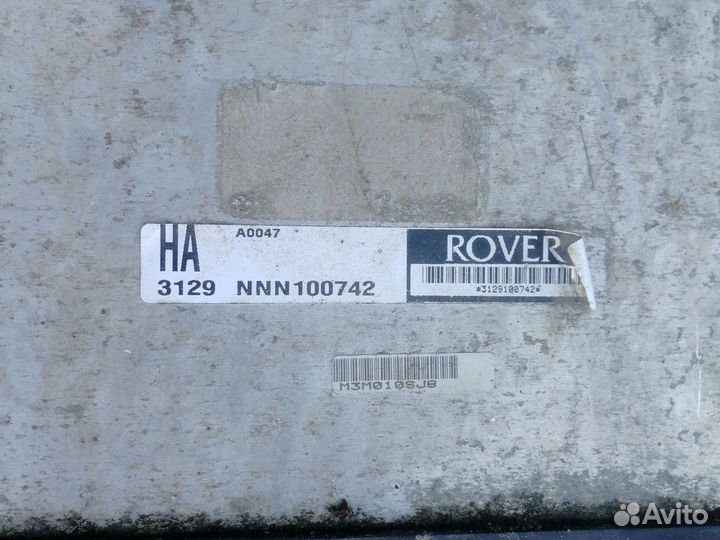 HA A0047
3129 NNN100742
ROVER
*3129100742*
M3M010SJ8
Avito